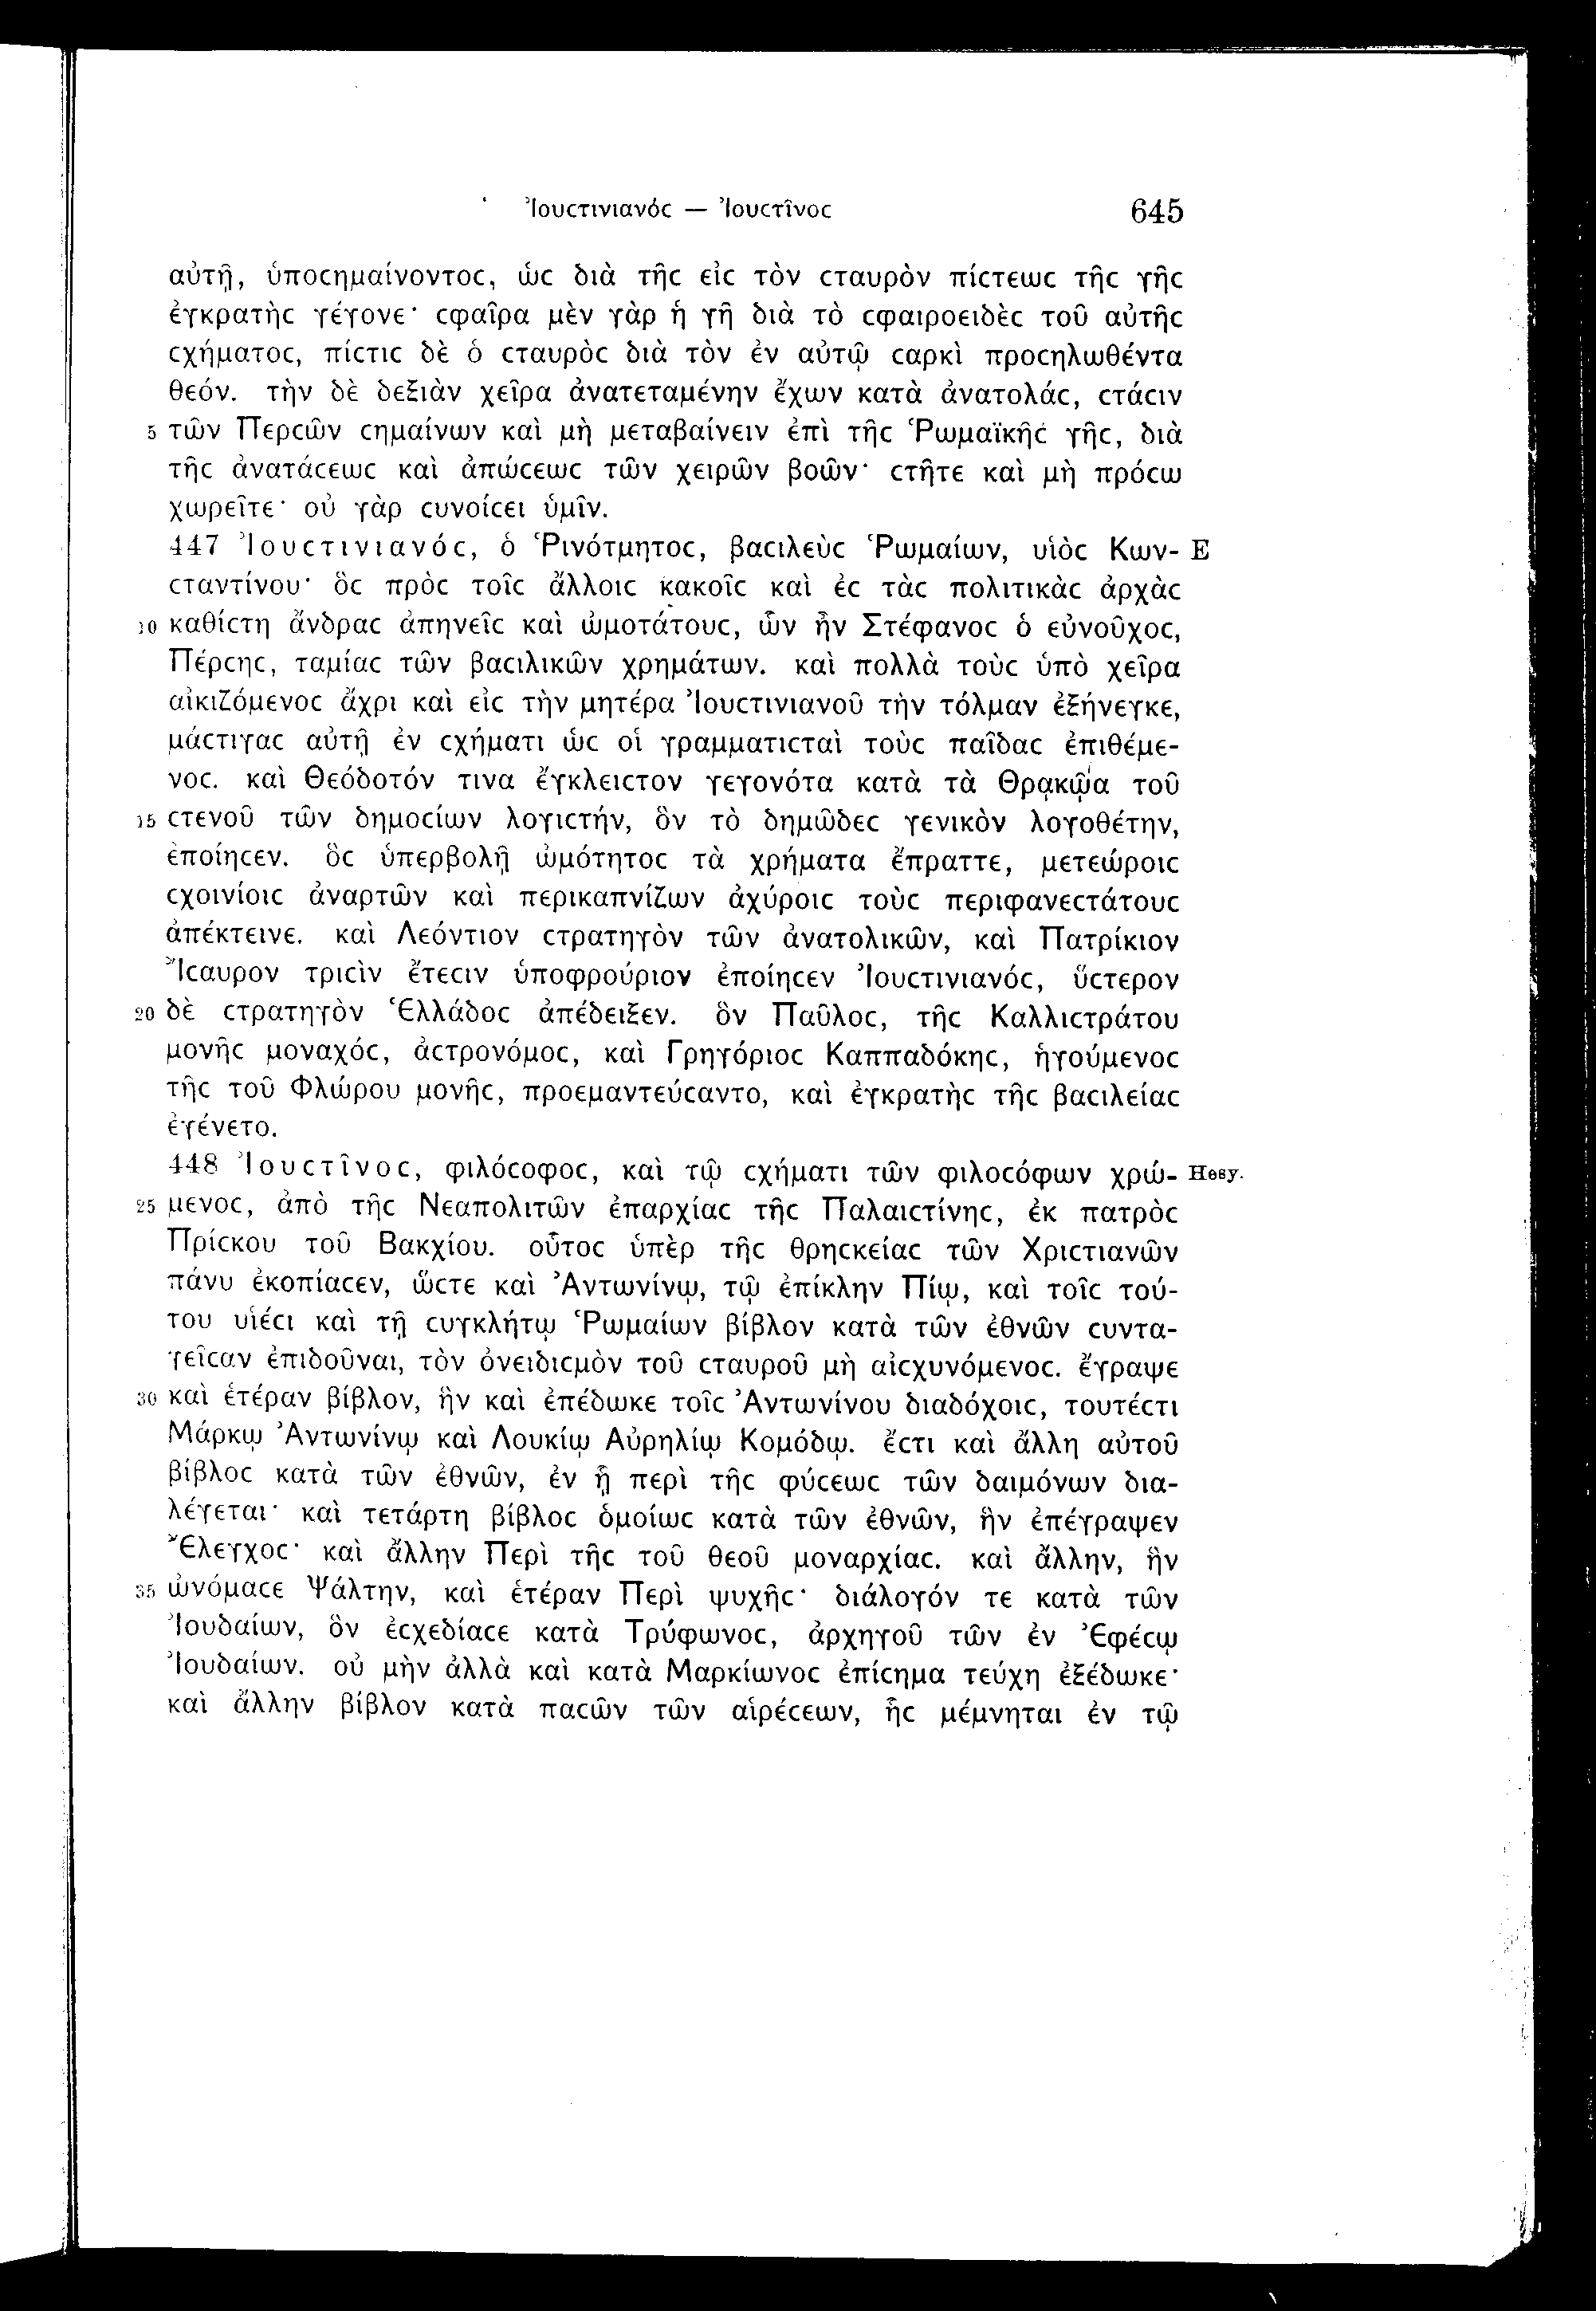 Ἰουϲτινιανόϲ — Ἰουϲτῖνοϲ 645
αὐτῇ, ὑποϲημαίνοντοϲ, ὡϲ διὰ τῆϲ εἰϲ τὸν ϲταυρὸν πίϲτεωϲ τῆϲ γῆϲ
ἐγκρατὴϲ γέγονε· ϲφαῖρα μὲν γὰρ ἡ γῆ διὰ τὸ ϲφαιροειδὲϲ τοῦ αὐτῆϲ
ϲχήματοϲ, πίϲτιϲ δὲ ὁ ϲταυρὸϲ διὰ τὸν ἐν αὐτῷ ϲαρκὶ προϲηλωθέντα
θεόν. τὴν δὲ δεξιὰν χεῖρα ἀνατεταμένην ἔχων κατὰ ἀνατολάϲ, ϲτάϲιν
5 τῶν Περϲῶν ϲημαίνων καὶ μὴ μεταβαίνειν ἐπὶ τῆϲ Ῥωμαϊκῆϲ γῆϲ, διὰ
τῆϲ ἀνατάϲεωϲ καὶ ἀπώϲεωϲ τῶν χειρῶν βοῶν· ϲτῆτε καὶ μὴ πρόϲω
χωρεῖτε· οὐ γὰρ ϲυνοίϲει ὑμῖν.
447 Ἰουϲτινιανόϲ, ὁ Ῥινότμητοϲ, βαϲιλεὺϲ Ῥωμαίων, υἱὸϲ Κων- E
ϲταντίνου· ὃϲ πρὸϲ τοῖϲ ἄλλοιϲ κακοῖϲ καὶ ἐϲ τὰϲ πολιτικὰϲ ἀρχὰϲ
10 καθίϲτη ἄνδραϲ ἀπηνεῖϲ καὶ ὠμοτάτουϲ, ὧν ἦν Στέφανοϲ ὁ εὐνοῦχοϲ,
Πέρϲηϲ, ταμίαϲ τῶν βαϲιλικῶν χρημάτων. καὶ πολλὰ τοὺϲ ὑπὸ χεῖρα
αἰκιζόμενοϲ ἄχρι καὶ εἰϲ τὴν μητέρα Ἰουϲτινιανοῦ τὴν τόλμαν ἐξήνεγκε,
μάϲτιγαϲ αὐτῇ ἐν ϲχήματι ὡϲ οἱ γραμματιϲταὶ τοὺϲ παῖδαϲ ἐπιθέμε-
νοϲ. καὶ Θεόδοτόν τινα ἔγκλειϲτον γεγονότα κατὰ τὰ Θρᾳκῷα τοῦ
15 ϲτενοῦ τῶν δημοϲίων λογιϲτήν, ὃν τὸ δημῶδεϲ γενικὸν λογοθέτην,
ἐποίηϲεν. ὃϲ ὑπερβολῇ ὠμότητοϲ τὰ χρήματα ἔπραττε, μετεώροιϲ
ϲχοινίοιϲ ἀναρτῶν καὶ περικαπνίζων ἀχύροιϲ τοὺϲ περιφανεϲτάτουϲ
ἀπέκτεινε. καὶ Λεόντιον ϲτρατηγὸν τῶν ἀνατολικῶν, καὶ Πατρίκιον
Ἴϲαυρον τριϲὶν ἔτεϲιν ὑποφρούριον ἐποίηϲεν Ἰουϲτινιανόϲ, ὕϲτερον
20 δὲ ϲτρατηγὸν Ἑλλάδοϲ ἀπέδειξεν. ὃν Παῦλοϲ, τῆϲ Καλλιϲτράτου
μονῆϲ μοναχόϲ, ἀϲτρονόμοϲ, καὶ Γρηγόριοϲ Καππαδόκηϲ, ἡγούμενοϲ
τῆϲ τοῦ Φλώρου μονῆϲ, προεμαντεύϲαντο, καὶ ἐγκρατὴϲ τῆϲ βαϲιλείαϲ
ἐγένετο.
448 Ἰουϲτῖνοϲ, φιλόϲοφοϲ, καὶ τῷ ϲχήματι τῶν φιλοϲόφων χρώ- Hesy.
25 μενοϲ, ἀπὸ τῆϲ Νεαπολιτῶν ἐπαρχίαϲ τῆϲ Παλαιϲτίνηϲ, ἐκ πατρὸϲ
Πρίϲκου τοῦ Βακχίου. οὗτοϲ ὑπὲρ τῆϲ θρηϲκείαϲ τῶν Χριϲτιανῶν
πάνυ ἐκοπίαϲεν, ὥϲτε καὶ Ἀντωνίνῳ, τῷ ἐπίκλην Πίῳ, καὶ τοῖϲ τού-
του υἱέϲι καὶ τῇ ϲυγκλήτῳ Ῥωμαίων βίβλον κατὰ τῶν ἐθνῶν ϲυντα-
γεῖϲαν ἐπιδοῦναι, τὸν ὀνειδιϲμὸν τοῦ ϲταυροῦ μὴ αἰϲχυνόμενοϲ. ἔγραψε
30 καὶ ἑτέραν βίβλον, ἣν καὶ ἐπέδωκε τοῖϲ Ἀντωνίνου διαδόχοιϲ, τουτέϲτι
Μάρκῳ Ἀντωνίνῳ καὶ Λουκίῳ Αὐρηλίῳ Κομόδῳ. ἔϲτι καὶ ἄλλη αὐτοῦ
βίβλοϲ κατὰ τῶν ἐθνῶν, ἐν ᾗ περὶ τῆϲ φύϲεωϲ τῶν δαιμόνων δια-
λέγεται· καὶ τετάρτη βίβλοϲ ὁμοίωϲ κατὰ τῶν ἐθνῶν, ἣν ἐπέγραψεν
Ἔλεγχοϲ· καὶ ἄλλην Περὶ τῆϲ τοῦ θεοῦ μοναρχίαϲ. καὶ ἄλλην, ἣν
35 ὠνόμαϲε Ψάλτην, καὶ ἑτέραν Περὶ ψυχῆϲ· διάλογόν τε κατὰ τῶν
Ἰουδαίων, ὃν ἐϲχεδίαϲε κατὰ Τρύφωνοϲ, ἀρχηγοῦ τῶν ἐν Ἐφέϲῳ
Ἰουδαίων. οὐ μὴν ἀλλὰ καὶ κατὰ Μαρκίωνοϲ ἐπίϲημα τεύχη ἐξέδωκε·
καὶ ἄλλην βίβλον κατὰ παϲῶν τῶν αἱρέϲεων, ἧϲ μέμνηται ἐν τῷ